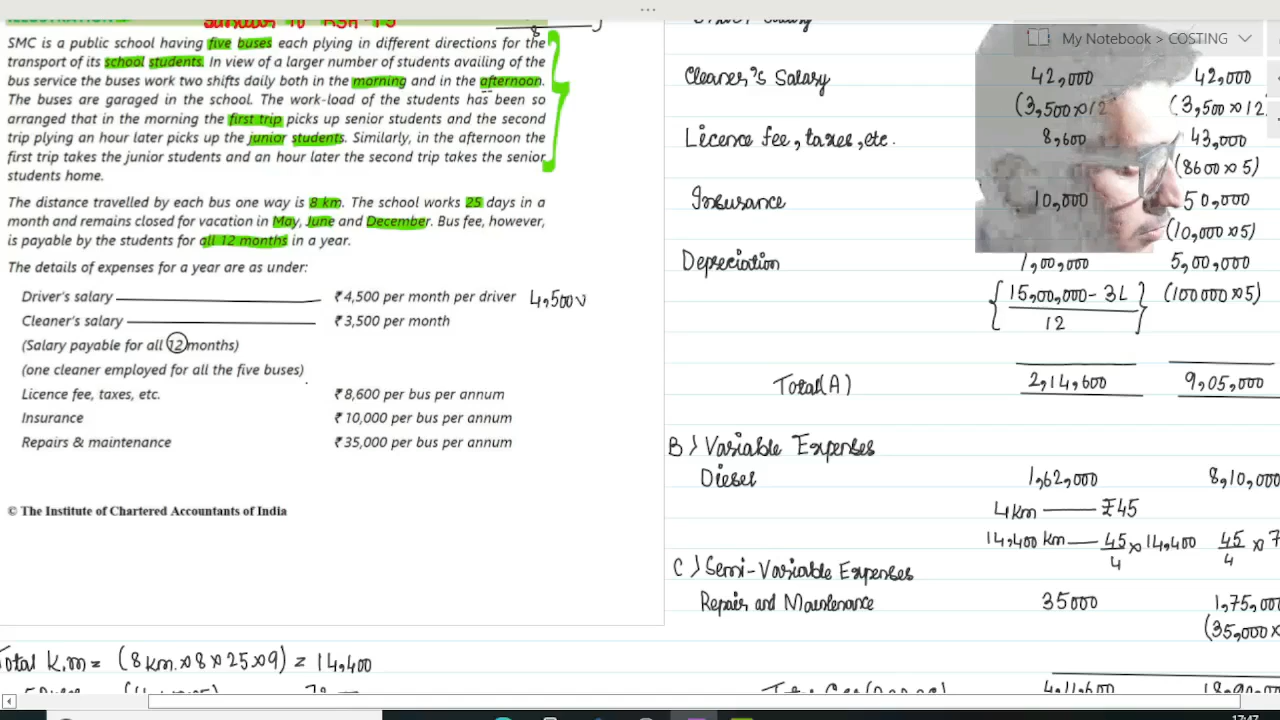 ILLUSTRATION
SMC is a public school having five buses each plying in different directions for the
transport of its school students. In view of a larger number of students availing of the
bus service the buses work two shifts daily both in the morning and in the afternoon.
The buses are garaged in the school. The work-load of the students has been so
arranged that in the morning the first trip picks up senior students and the second
trip plying an hour later picks up the junior students. Similarly, in the afternoon the
first trip takes the junior students and an hour later the second trip takes the senior
students home.
The distance travelled by each bus one way is 8 km. The school works 25 days in a
month and remains closed for vacation in May, June and December. Bus fee, however,
is payable by the students for all 12 months in a year.
The details of expenses for a year are as under:
Driver's salary ₹ 4,500 per month per driver 4,500 x
Cleaner's salary ₹ 3,500 per month
(Salary payable for all 12 months)
(one cleaner employed for all the five buses)
Licence fee, taxes, etc. ₹ 8,600 per bus per annum
Insurance ₹ 10,000 per bus per annum
Repairs & maintenance ₹ 35,000 per bus per annum
© The Institute of Chartered Accountants of India
Total K.m = (8 km. x 8 x 25 x 9) = 14,400
My Notebook > COSTING
Cleaner's Salary 42,000 42,000
(3,500 x 12 (3,500 x 12)
Licence fee, taxes, etc. 8,600 43,000
(8600 x 5)
Insurance 10,000 50,000
(10,000 x 5)
Depreciation 1,00,000 5,00,000
{ 15,00,000 - 3L } (100000 x 5)
12
Total (A) 2,14,600 9,05,000
B) Variable Expenses
Diesel 1,62,000 8,10,000
4 km — ₹45
14,400 km — 45 x 14,400 45 x 7
4 4
C) Semi-Variable Expenses
Repair and Maintenance 35000 1,75,000
(35,000 x
4,11,600
17:47